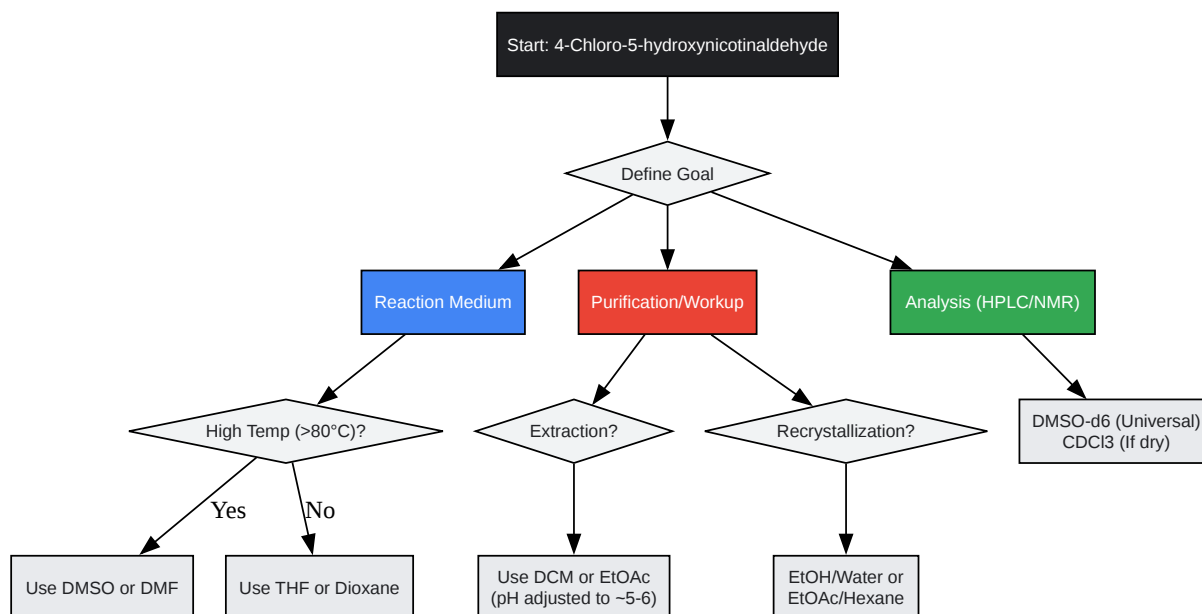 Start: 4-Chloro-5-hydroxynicotinaldehyde
Define Goal
Reaction Medium
Purification/Workup
Analysis (HPLC/NMR)
High Temp (>80°C)?
Extraction?
Recrystallization?
DMSO-d6 (Universal)
CDCl3 (If dry)
Yes
No
Use DMSO or DMF
Use THF or Dioxane
Use DCM or EtOAc
(pH adjusted to ~5-6)
EtOH/Water or
EtOAc/Hexane